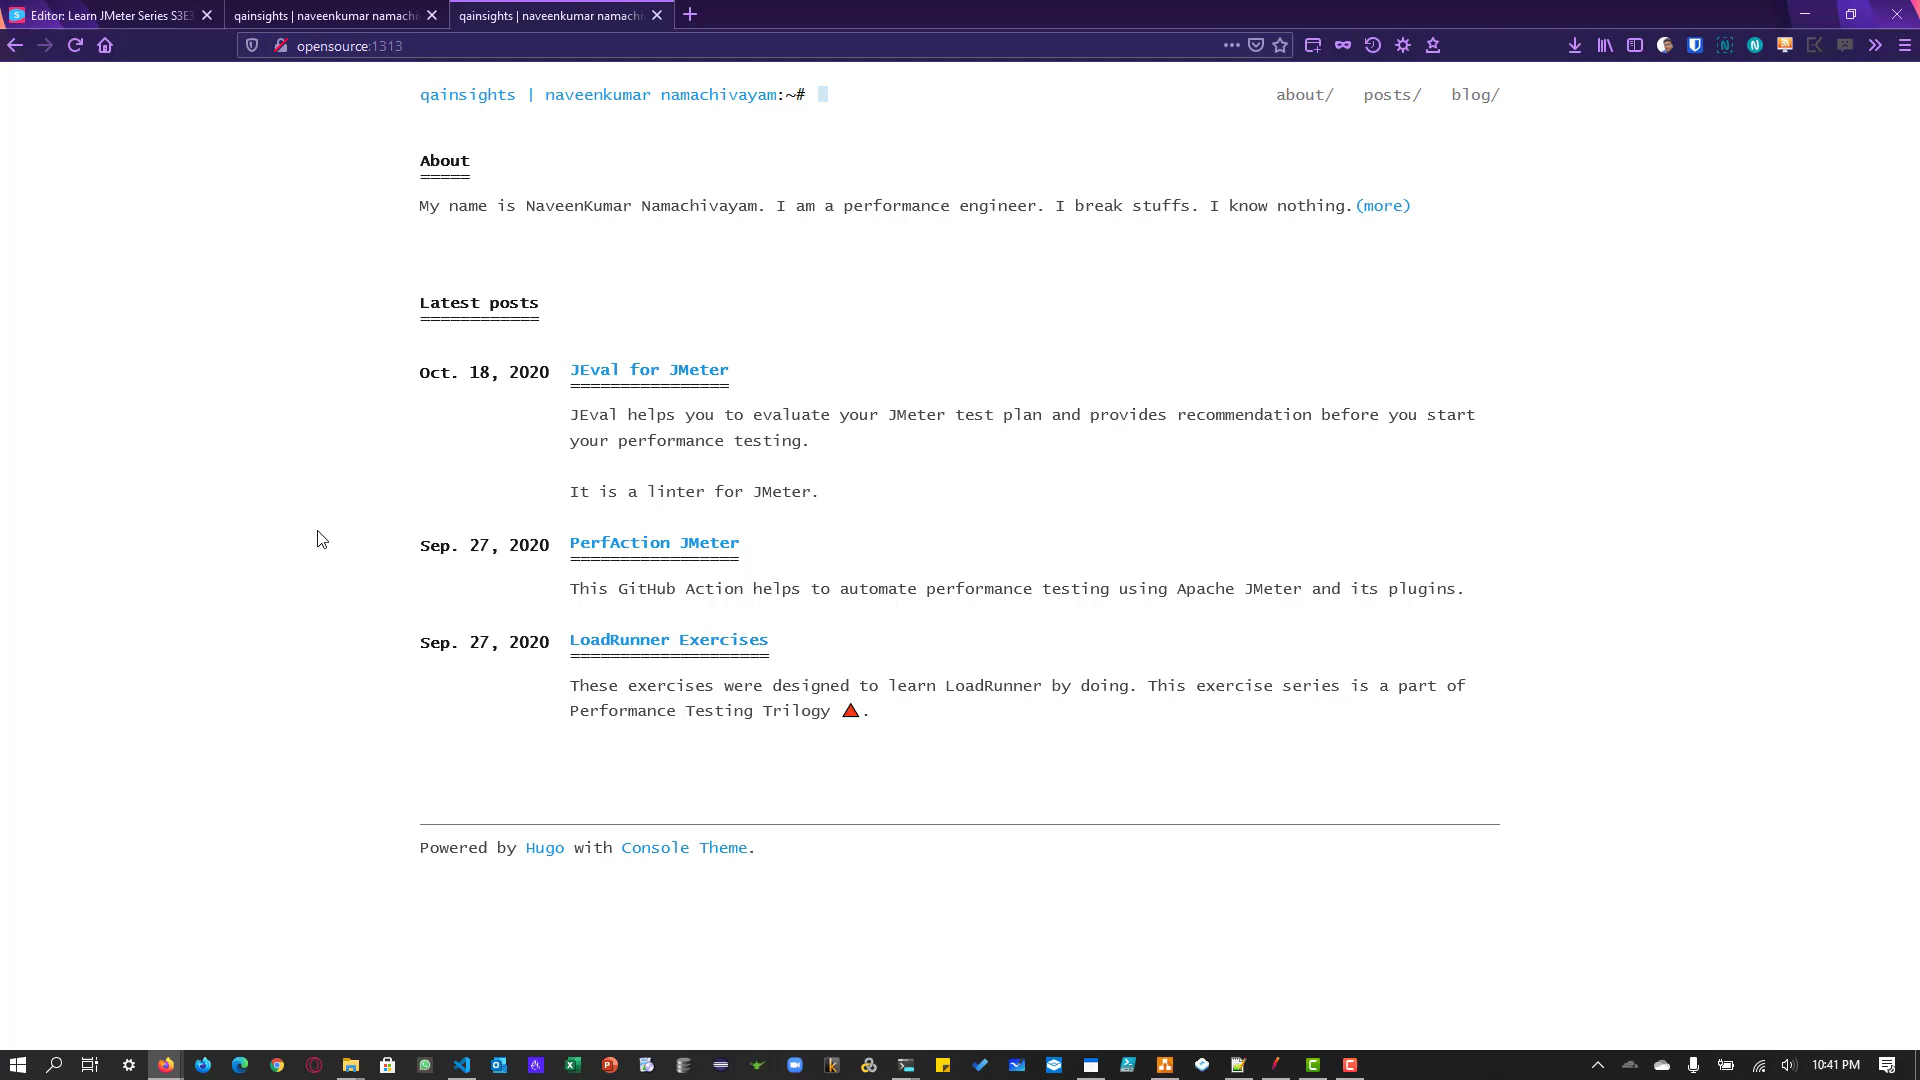 Editor: Learn JMeter Series S3E3
qainsights | naveenkumar namachi
qainsights | naveenkumar namachi
opensource:1313
qainsights | naveenkumar namachivayam:~#
about/ posts/ blog/
About
=====
My name is NaveenKumar Namachivayam. I am a performance engineer. I break stuffs. I know nothing.(more)
Latest posts
============
Oct. 18, 2020 JEval for JMeter
================
JEval helps you to evaluate your JMeter test plan and provides recommendation before you start
your performance testing.
It is a linter for JMeter.
Sep. 27, 2020 PerfAction JMeter
=================
This GitHub Action helps to automate performance testing using Apache JMeter and its plugins.
Sep. 27, 2020 LoadRunner Exercises
====================
These exercises were designed to learn LoadRunner by doing. This exercise series is a part of
Performance Testing Trilogy 🔺.
Powered by Hugo with Console Theme.
10:41 PM